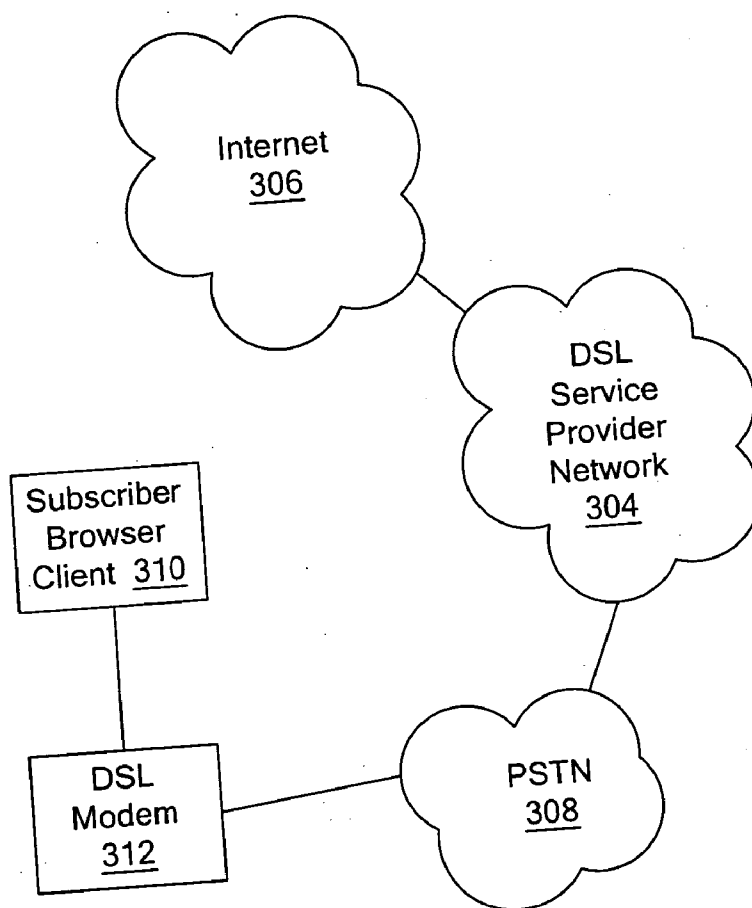 Internet
306
DSL
Service
Provider
Network
304
Subscriber
Browser
Client 310
DSL
Modem
312
PSTN
308